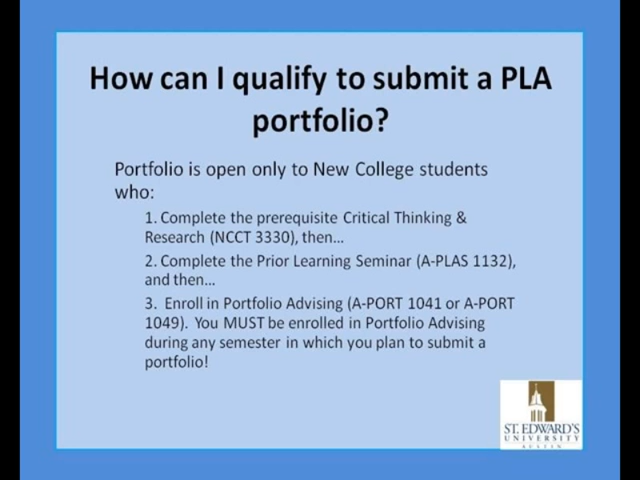 How can I qualify to submit a PLA
portfolio?
Portfolio is open only to New College students
who:
1. Complete the prerequisite Critical Thinking &
Research (NCCT 3330), then...
2. Complete the Prior Learning Seminar (A-PLAS 1132),
and then...
3. Enroll in Portfolio Advising (A-PORT 1041 or A-PORT
1049). You MUST be enrolled in Portfolio Advising
during any semester in which you plan to submit a
portfolio!
ST. EDWARD'S
UNIVERSITY
AUSTIN